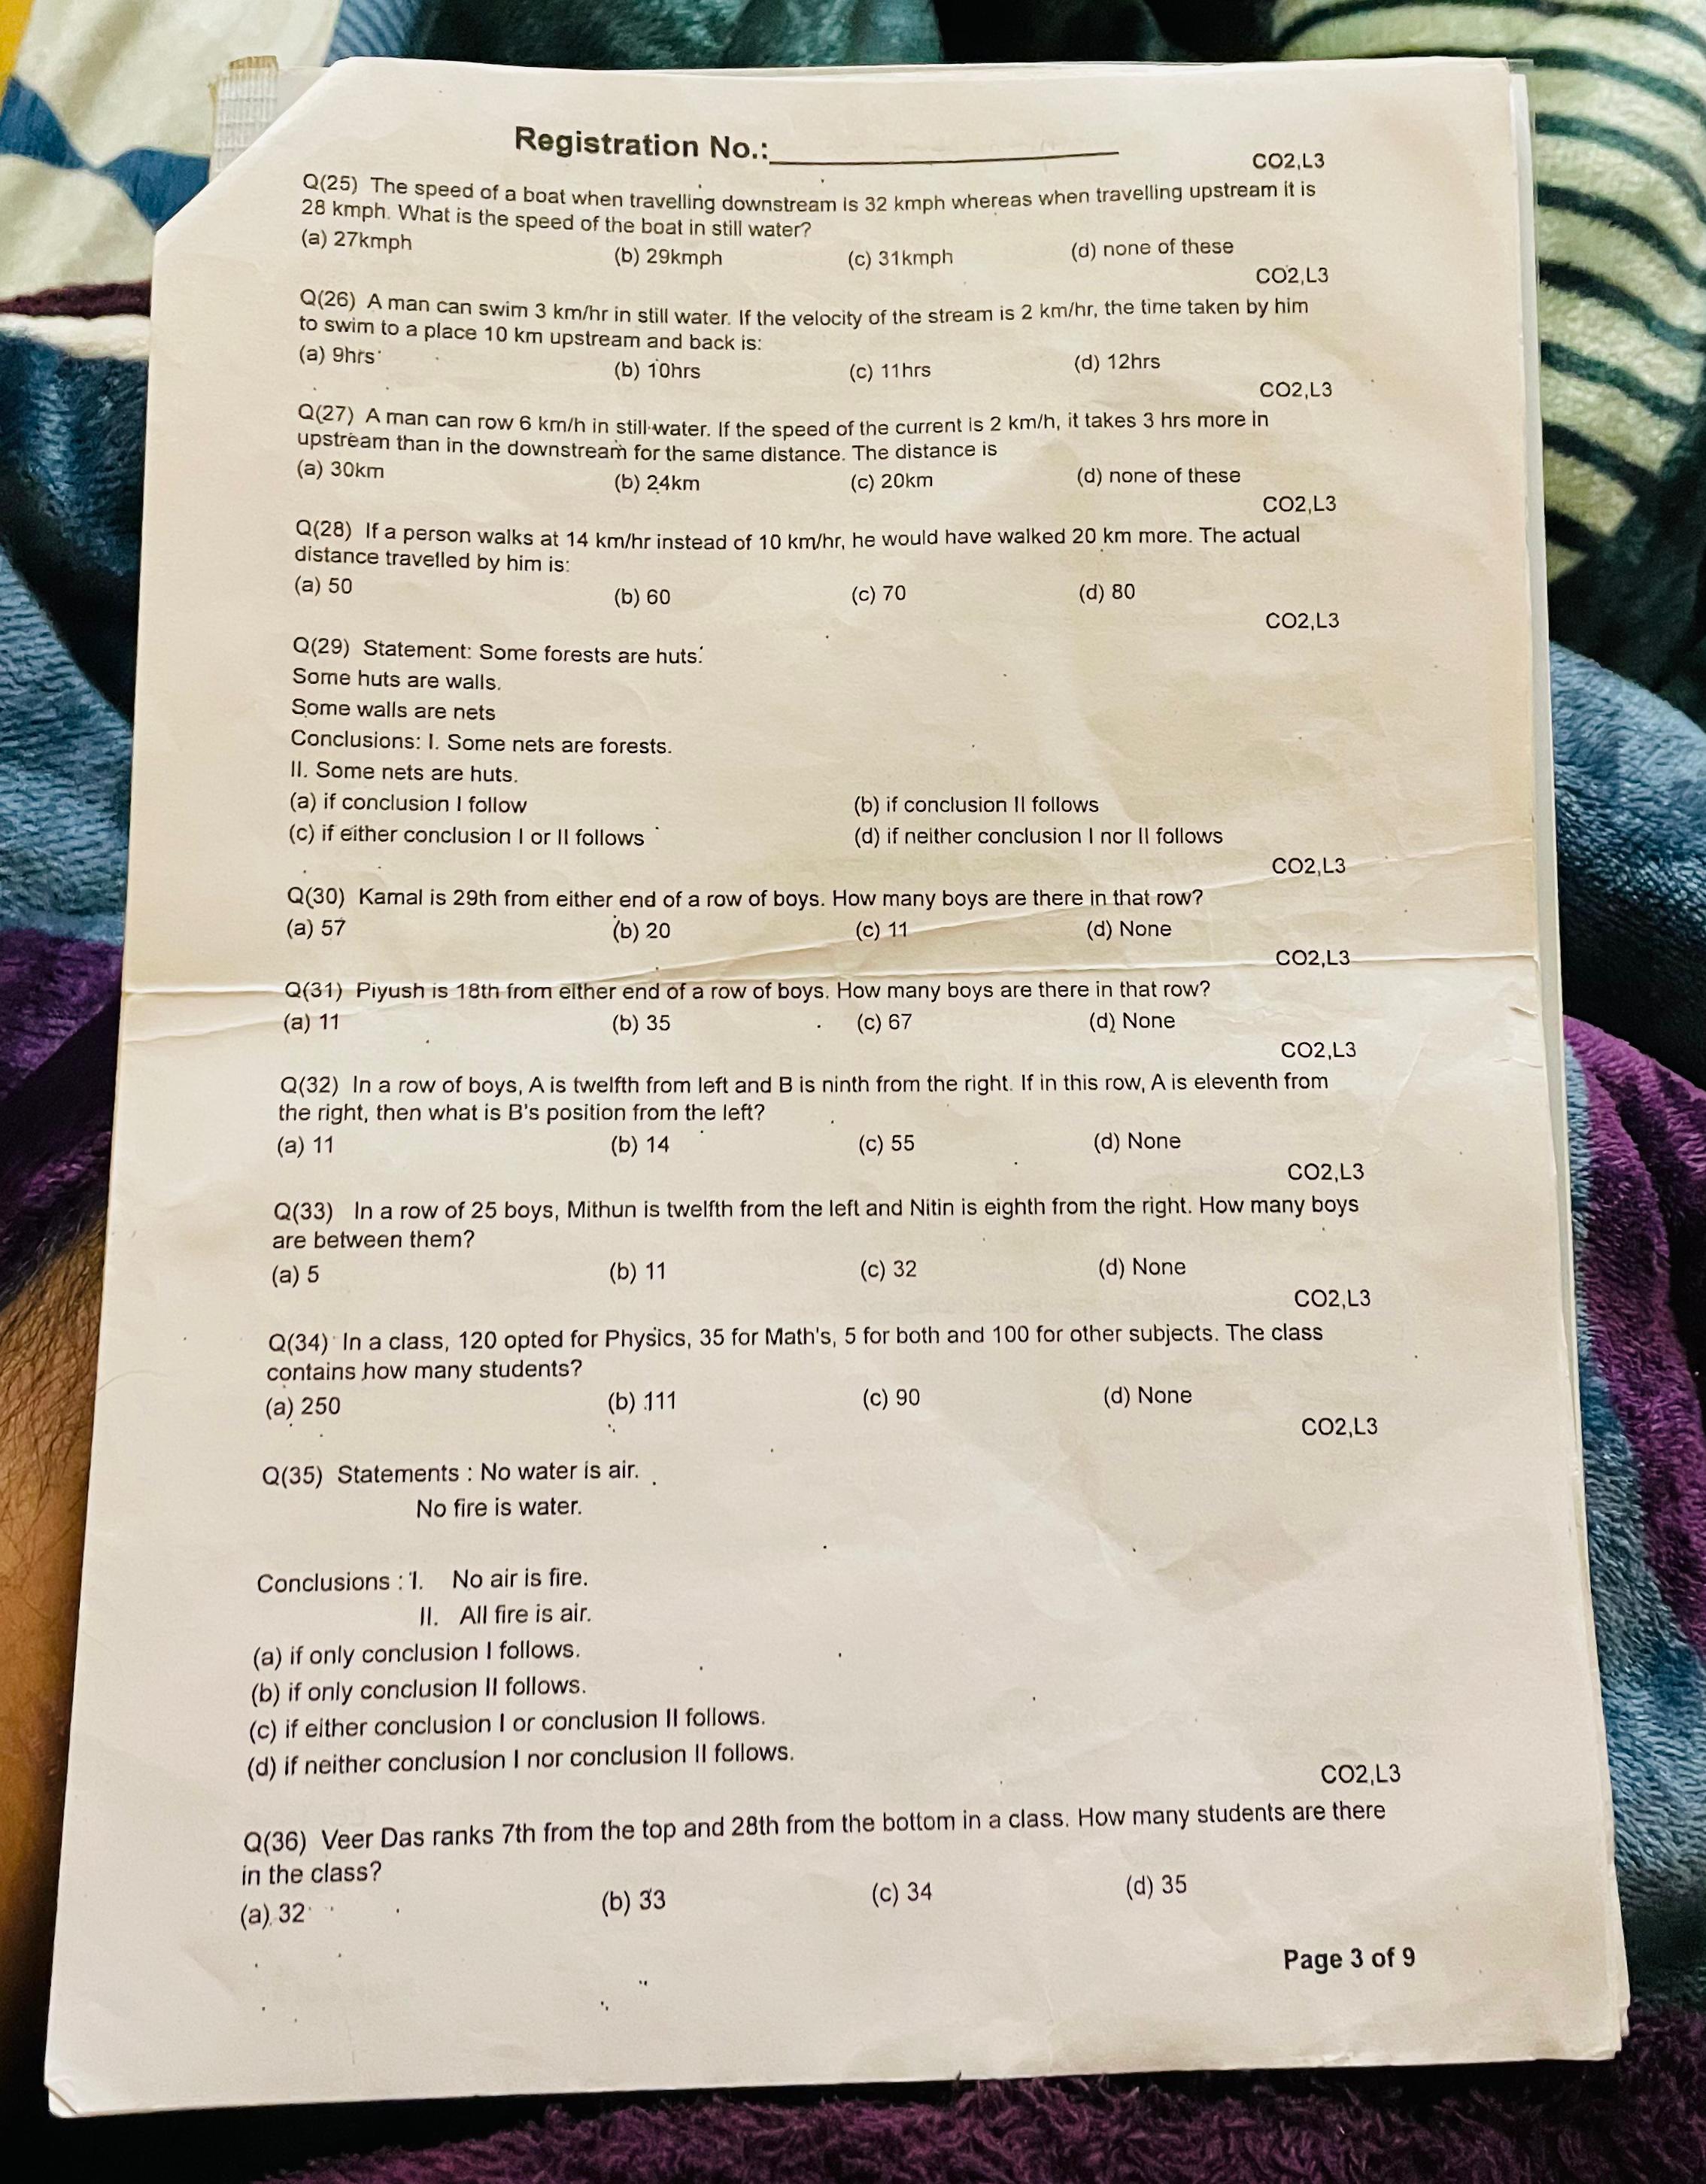 Registration No.:
CO2,L3
Q(25) The speed of a boat when travelling downstream is 32 kmph whereas when travelling upstream it is
28 kmph. What is the speed of the boat in still water?
(a) 27kmph (b) 29kmph (c) 31kmph (d) none of these
CO2,L3
Q(26) A man can swim 3 km/hr in still water. If the velocity of the stream is 2 km/hr, the time taken by him
to swim to a place 10 km upstream and back is:
(a) 9hrs (b) 10hrs (c) 11hrs (d) 12hrs
CO2,L3
Q(27) A man can row 6 km/h in still water. If the speed of the current is 2 km/h, it takes 3 hrs more in
upstream than in the downstream for the same distance. The distance is
(a) 30km (b) 24km (c) 20km (d) none of these
CO2,L3
Q(28) If a person walks at 14 km/hr instead of 10 km/hr, he would have walked 20 km more. The actual
distance travelled by him is:
(a) 50 (b) 60 (c) 70 (d) 80
CO2,L3
Q(29) Statement: Some forests are huts.
Some huts are walls.
Some walls are nets
Conclusions: I. Some nets are forests.
II. Some nets are huts.
(a) if conclusion I follow (b) if conclusion II follows
(c) if either conclusion I or II follows (d) if neither conclusion I nor II follows
CO2,L3
Q(30) Kamal is 29th from either end of a row of boys. How many boys are there in that row?
(a) 57 (b) 20 (c) 11 (d) None
CO2,L3
Q(31) Piyush is 18th from either end of a row of boys. How many boys are there in that row?
(a) 11 (b) 35 (c) 67 (d) None
CO2,L3
Q(32) In a row of boys, A is twelfth from left and B is ninth from the right. If in this row, A is eleventh from
the right, then what is B's position from the left?
(a) 11 (b) 14 (c) 55 (d) None
CO2,L3
Q(33) In a row of 25 boys, Mithun is twelfth from the left and Nitin is eighth from the right. How many boys
are between them?
(a) 5 (b) 11 (c) 32 (d) None
CO2,L3
Q(34) In a class, 120 opted for Physics, 35 for Math's, 5 for both and 100 for other subjects. The class
contains how many students?
(a) 250 (b) 111 (c) 90 (d) None
CO2,L3
Q(35) Statements : No water is air.
No fire is water.
Conclusions : I. No air is fire.
II. All fire is air.
(a) if only conclusion I follows.
(b) if only conclusion II follows.
(c) if either conclusion I or conclusion II follows.
(d) if neither conclusion I nor conclusion II follows.
CO2,L3
Q(36) Veer Das ranks 7th from the top and 28th from the bottom in a class. How many students are there
in the class?
(a) 32 (b) 33 (c) 34 (d) 35
Page 3 of 9